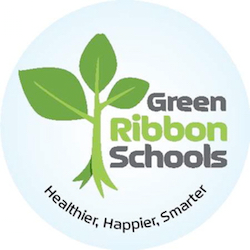 Green
Ribbon
Schools
Healthier, Happier, Smarter